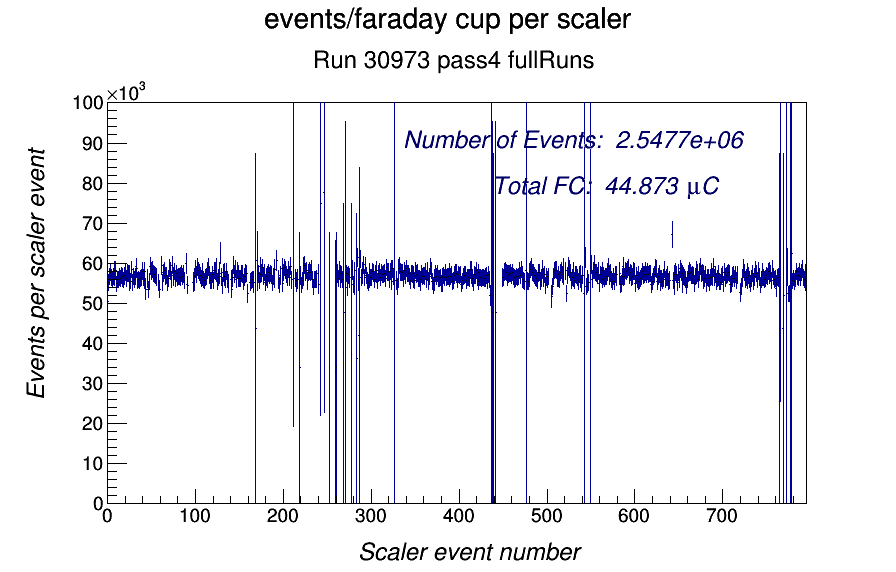 events/faraday cup per scaler
Run 30973 pass4 fullRuns
×10³
100
90
80
70
60
50
40
30
20
10
0
Events per scaler event
Number of Events: 2.5477e+06
Total FC: 44.873 μC
0 100 200 300 400 500 600 700
Scaler event number